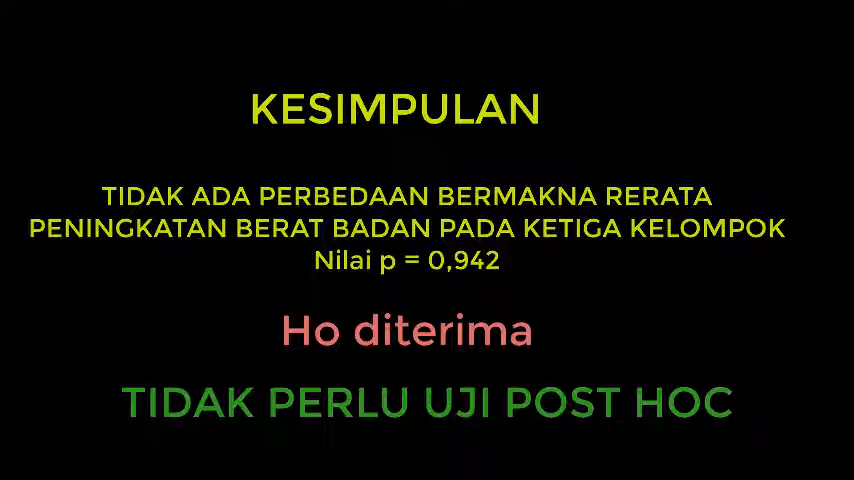 KESIMPULAN
TIDAK ADA PERBEDAAN BERMAKNA RERATA
PENINGKATAN BERAT BADAN PADA KETIGA KELOMPOK
Nilai p = 0,942
Ho diterima
TIDAK PERLU UJI POST HOC